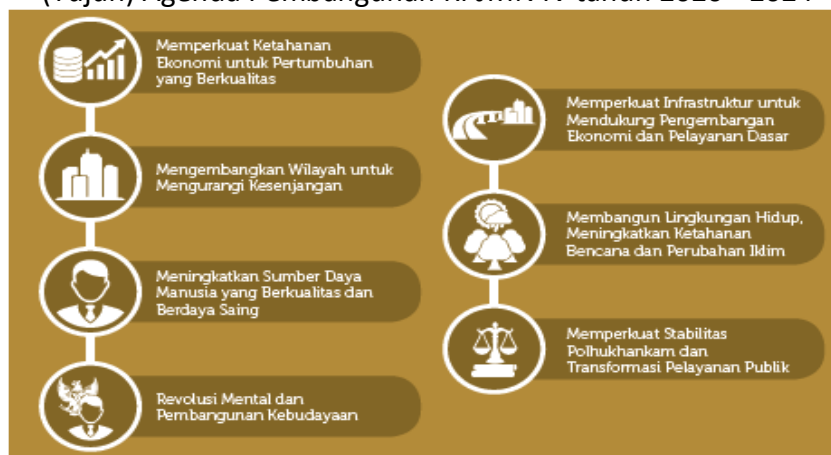 (Tujuh) Agenda Pembangunan RPJMN IV tahun 2020 - 2024
Memperkuat Ketahanan
Ekonomi untuk Pertumbuhan
yang Berkualitas
Mengembangkan Wilayah untuk
Mengurangi Kesenjangan
Meningkatkan Sumber Daya
Manusia yang Berkualitas dan
Berdaya Saing
Revolusi Mental dan
Pembangunan Kebudayaan
Memperkuat Infrastruktur untuk
Mendukung Pengembangan
Ekonomi dan Pelayanan Dasar
Membangun Lingkungan Hidup,
Meningkatkan Ketahanan
Bencana dan Perubahan Iklim
Memperkuat Stabilitas
Polhukhankam dan
Transformasi Pelayanan Publik